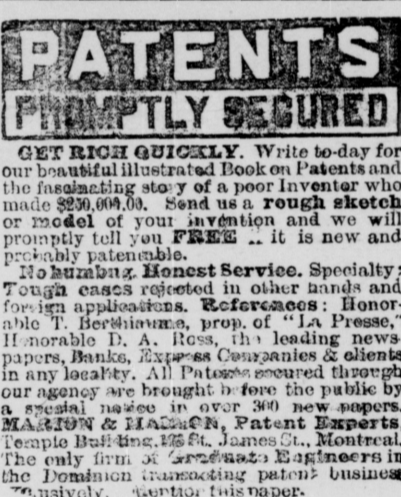 PATENTS
PROMPTLY SECURED
GET RICH QUICKLY. Write to-day for
our beautiful illustrated Book on Patents and
the fascinating story of a poor Inventor who
made $250,000.00. Send us a rough sketch
or model of your invention and we will
promptly tell you FREE it is new and
probably patentable.
No humbug. Honest Service. Specialty:
Tough cases rejected in other hands and
foreign applications. References: Honor-
able T. Berthiaume, prop. of "La Presse,"
Honorable D. A. Ross, the leading news-
papers, Banks, Express Companies & clients
in any locality. All Patents secured through
our agency are brought before the public by
a special notice in over 300 newspapers.
MARION & MARION, Patent Experts
Temple Building, 185 St. James St., Montreal.
The only firm of Graduate Engineers in
the Dominion transacting patent business
this paper.